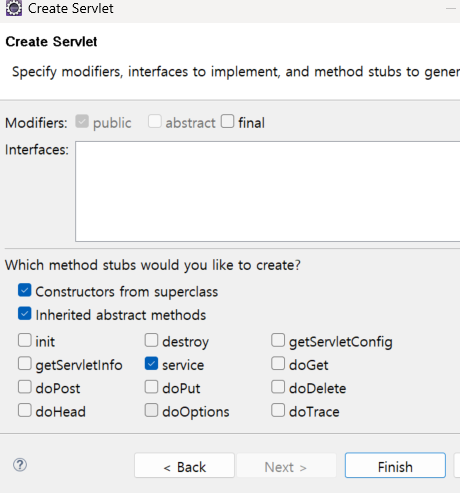 Create Servlet
Create Servlet
Specify modifiers, interfaces to implement, and method stubs to gener
Modifiers: public abstract final
Interfaces:
Which method stubs would you like to create?
Constructors from superclass
Inherited abstract methods
init destroy getServletConfig
getServletInfo service doGet
doPost doPut doDelete
doHead doOptions doTrace
? < Back Next > Finish